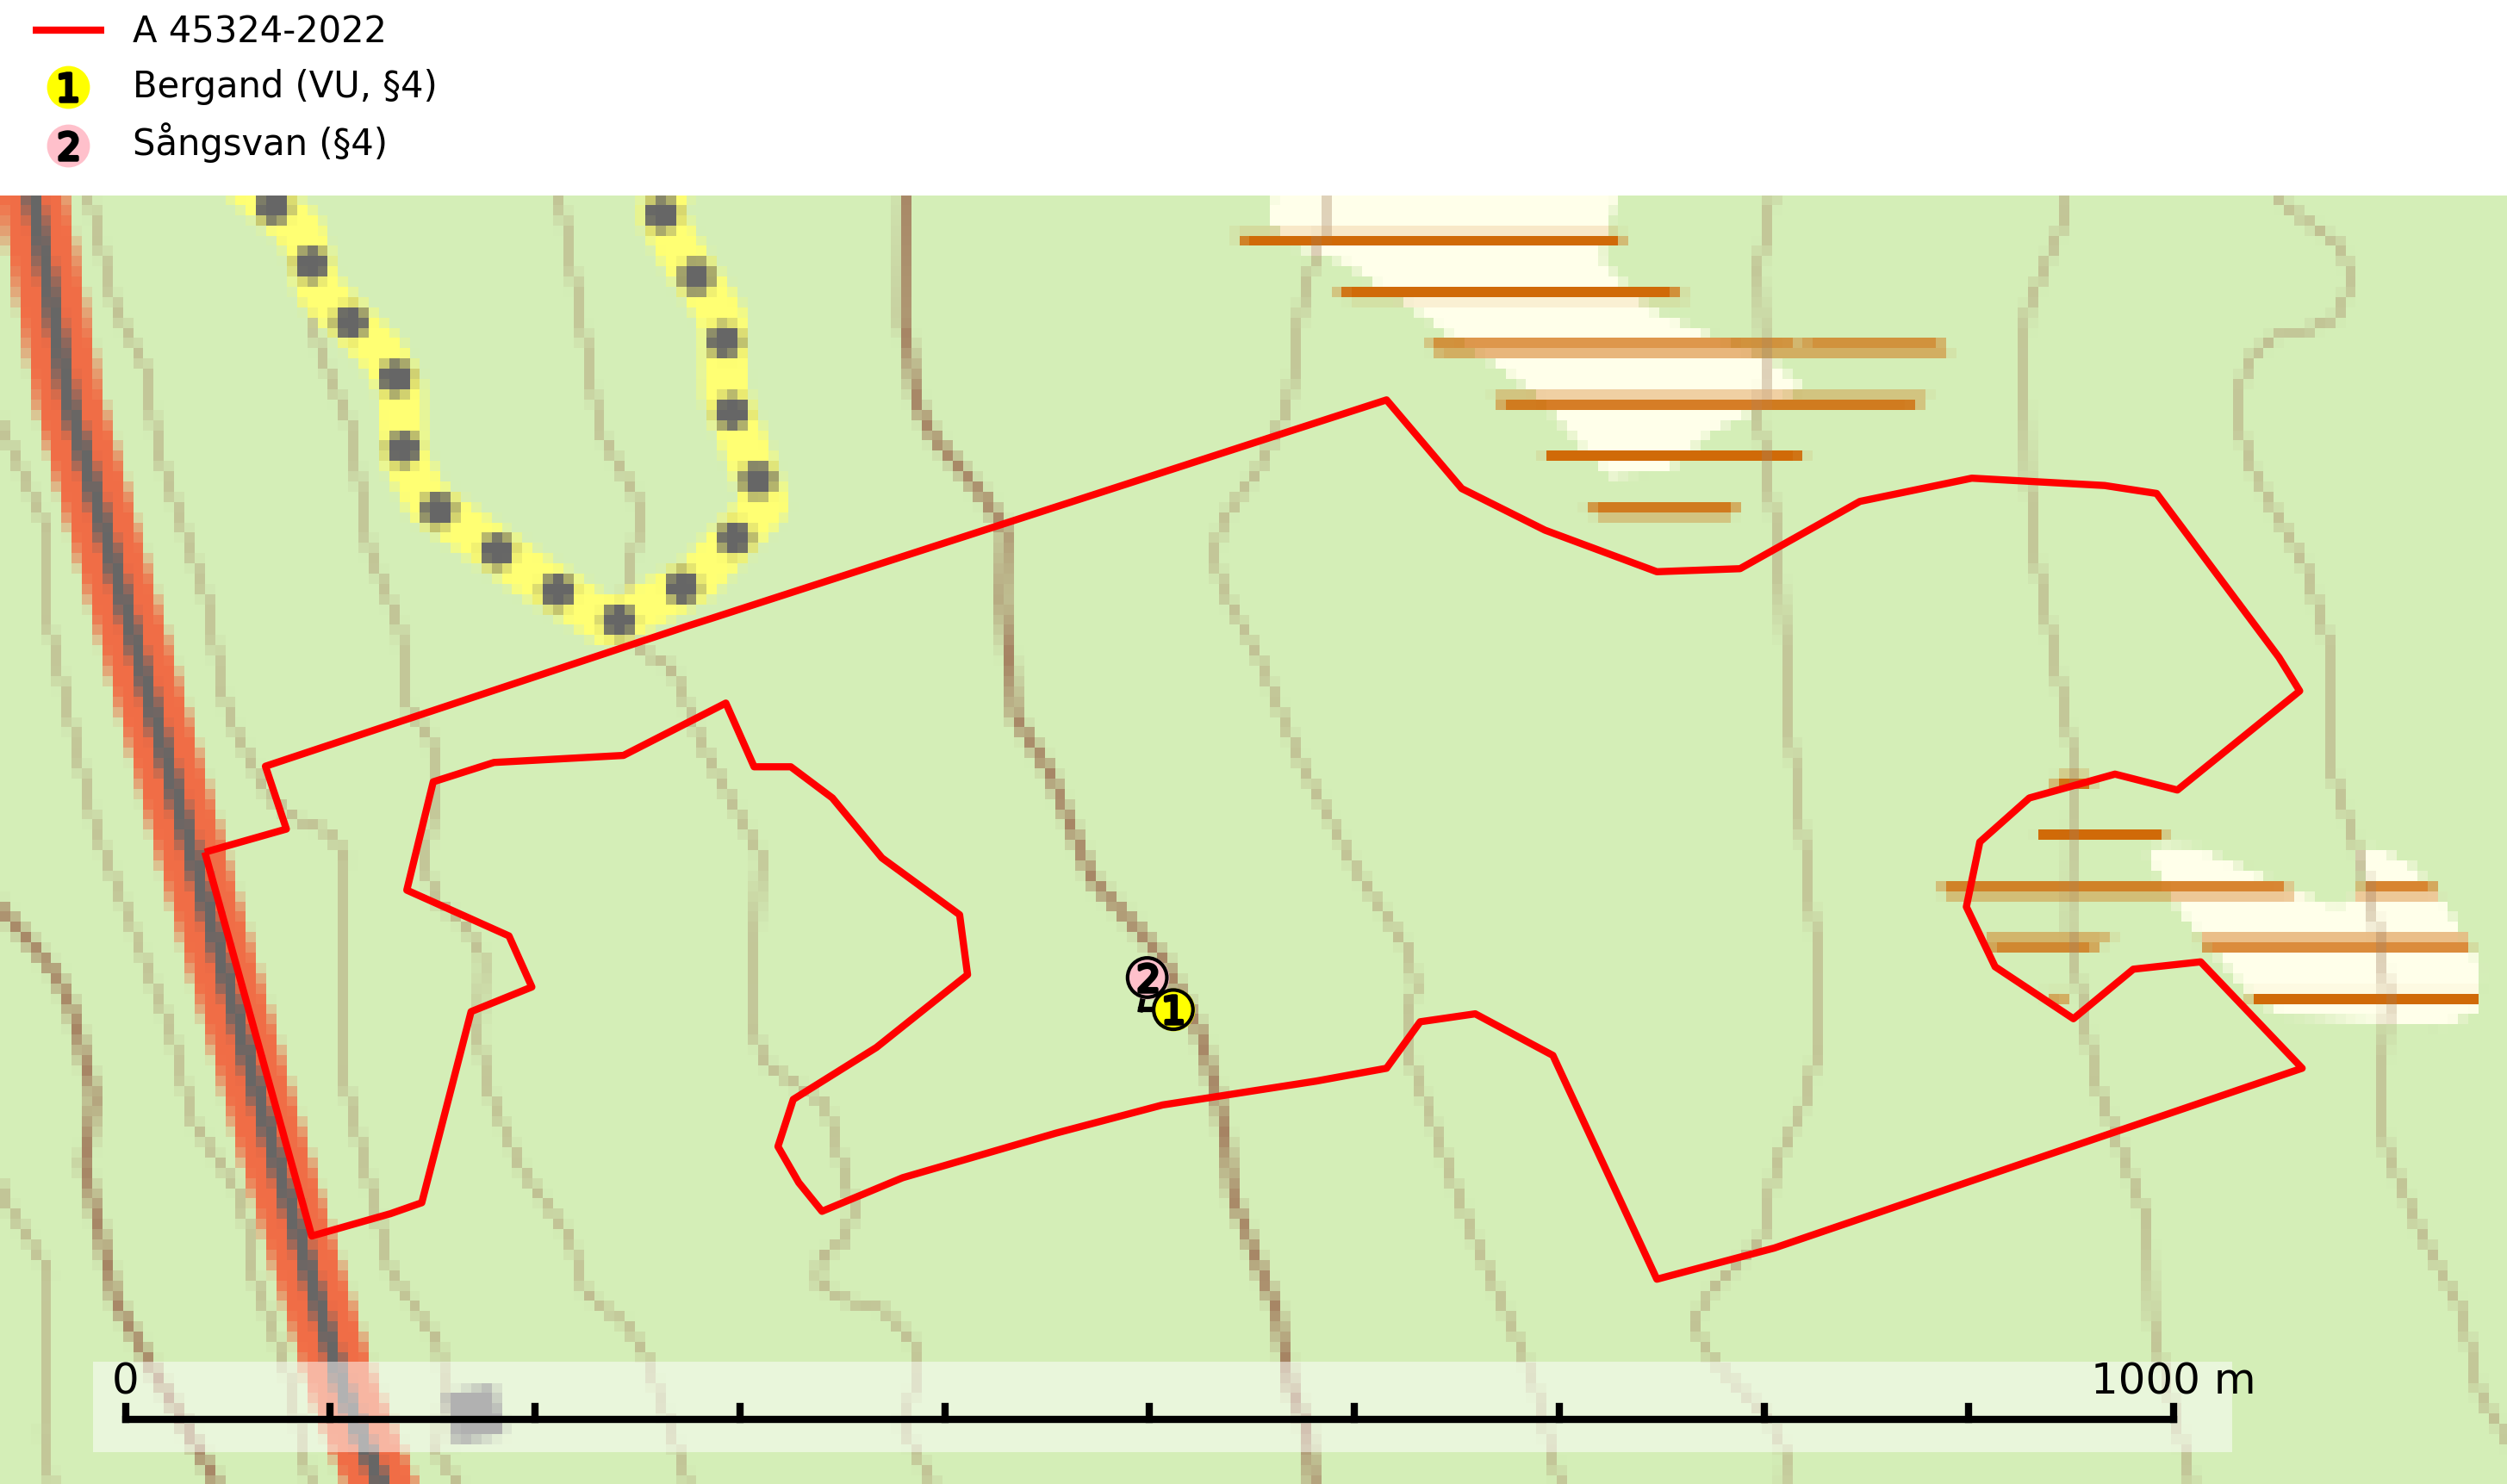 A 45324-2022
1 Bergand (VU, §4)
2 Sångsvan (§4)
2
1
0 1000 m